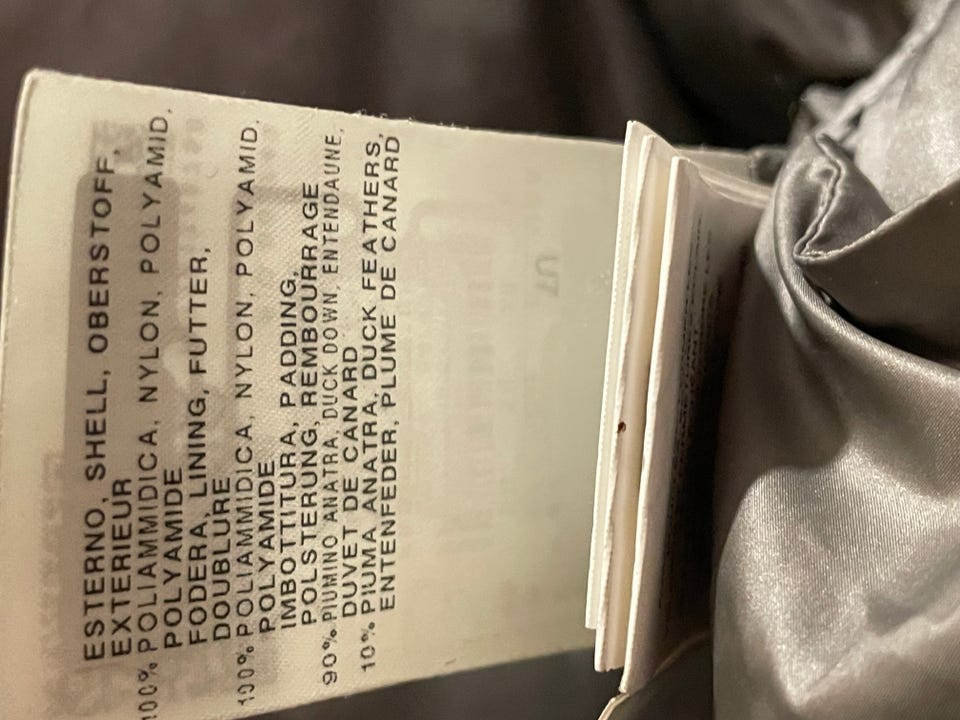 ESTERNO, SHELL, OBERSTOFF,
EXTERIEUR
100% POLIAMMIDICA, NYLON, POLYAMID,
POLYAMIDE
FODERA, LINING, FUTTER,
DOUBLURE
100% POLIAMMIDICA, NYLON, POLYAMID,
POLYAMIDE
IMBOTTITURA, PADDING,
POLSTERUNG, REMBOURRAGE
90% PIUMINO ANATRA, DUCK DOWN, ENTENDAUNE,
DUVET DE CANARD
10% PIUMA ANATRA, DUCK FEATHERS,
ENTENFEDER, PLUME DE CANARD